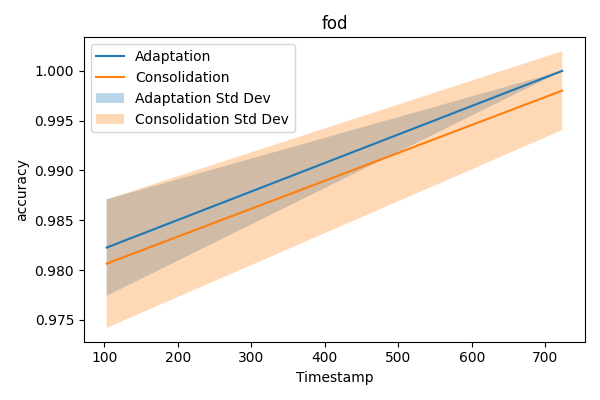 fod
Adaptation
Consolidation
Adaptation Std Dev
Consolidation Std Dev
accuracy
1.000
0.995
0.990
0.985
0.980
0.975
100 200 300 400 500 600 700
Timestamp